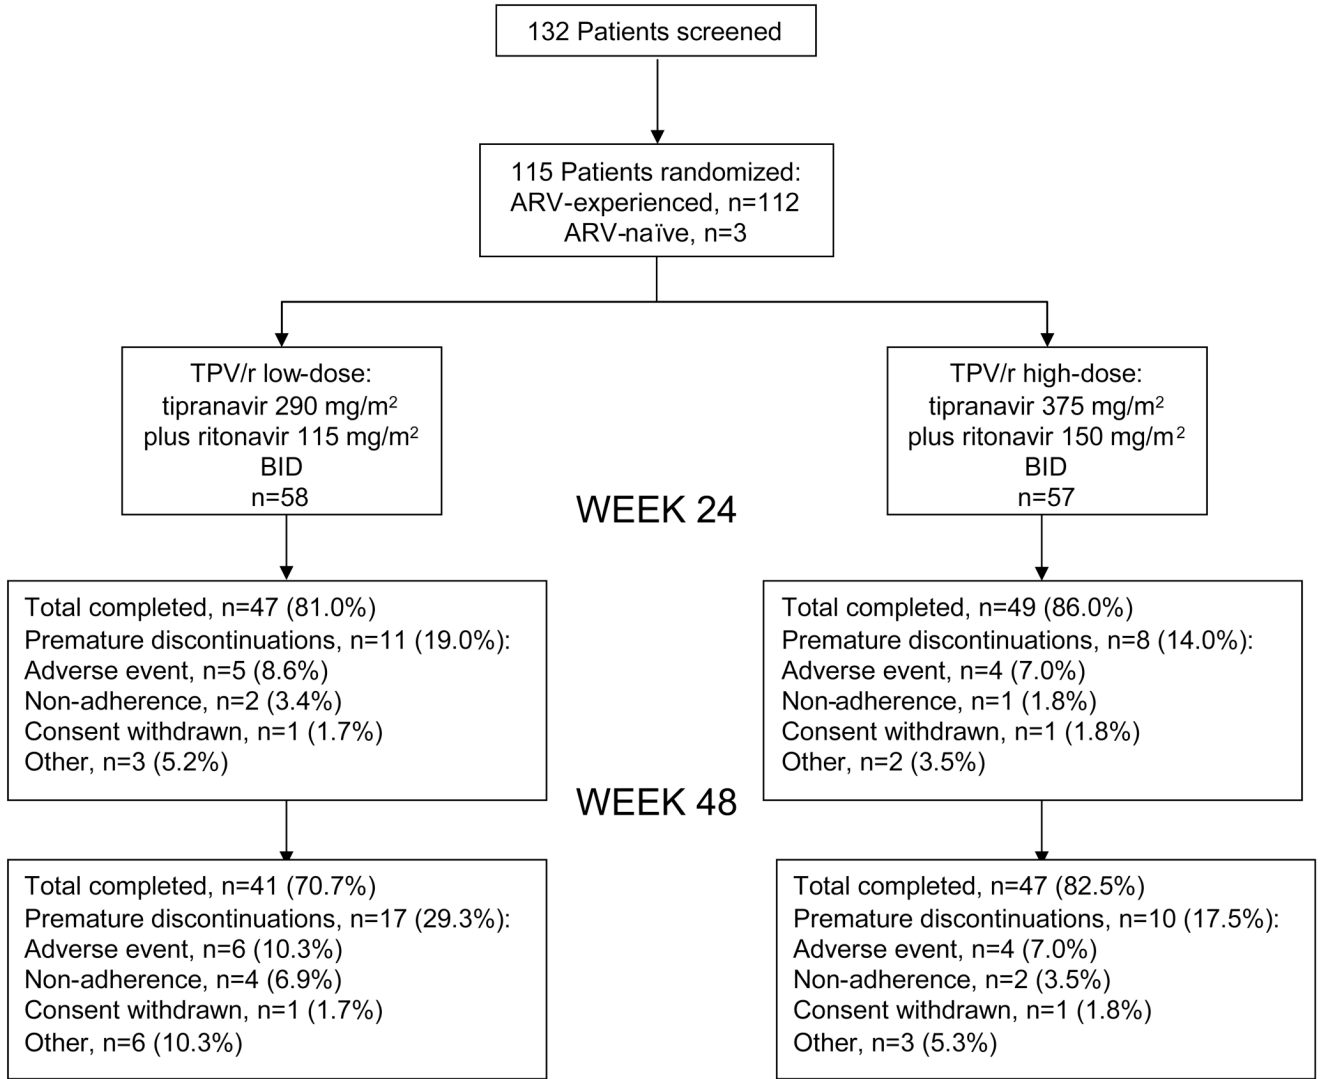 132 Patients screened
115 Patients randomized:
ARV-experienced, n=112
ARV-naïve, n=3
TPV/r low-dose:
tipranavir 290 mg/m²
plus ritonavir 115 mg/m²
BID
n=58
TPV/r high-dose:
tipranavir 375 mg/m²
plus ritonavir 150 mg/m²
BID
n=57
WEEK 24
Total completed, n=47 (81.0%)
Premature discontinuations, n=11 (19.0%):
Adverse event, n=5 (8.6%)
Non-adherence, n=2 (3.4%)
Consent withdrawn, n=1 (1.7%)
Other, n=3 (5.2%)
Total completed, n=49 (86.0%)
Premature discontinuations, n=8 (14.0%):
Adverse event, n=4 (7.0%)
Non-adherence, n=1 (1.8%)
Consent withdrawn, n=1 (1.8%)
Other, n=2 (3.5%)
WEEK 48
Total completed, n=41 (70.7%)
Premature discontinuations, n=17 (29.3%):
Adverse event, n=6 (10.3%)
Non-adherence, n=4 (6.9%)
Consent withdrawn, n=1 (1.7%)
Other, n=6 (10.3%)
Total completed, n=47 (82.5%)
Premature discontinuations, n=10 (17.5%):
Adverse event, n=4 (7.0%)
Non-adherence, n=2 (3.5%)
Consent withdrawn, n=1 (1.8%)
Other, n=3 (5.3%)